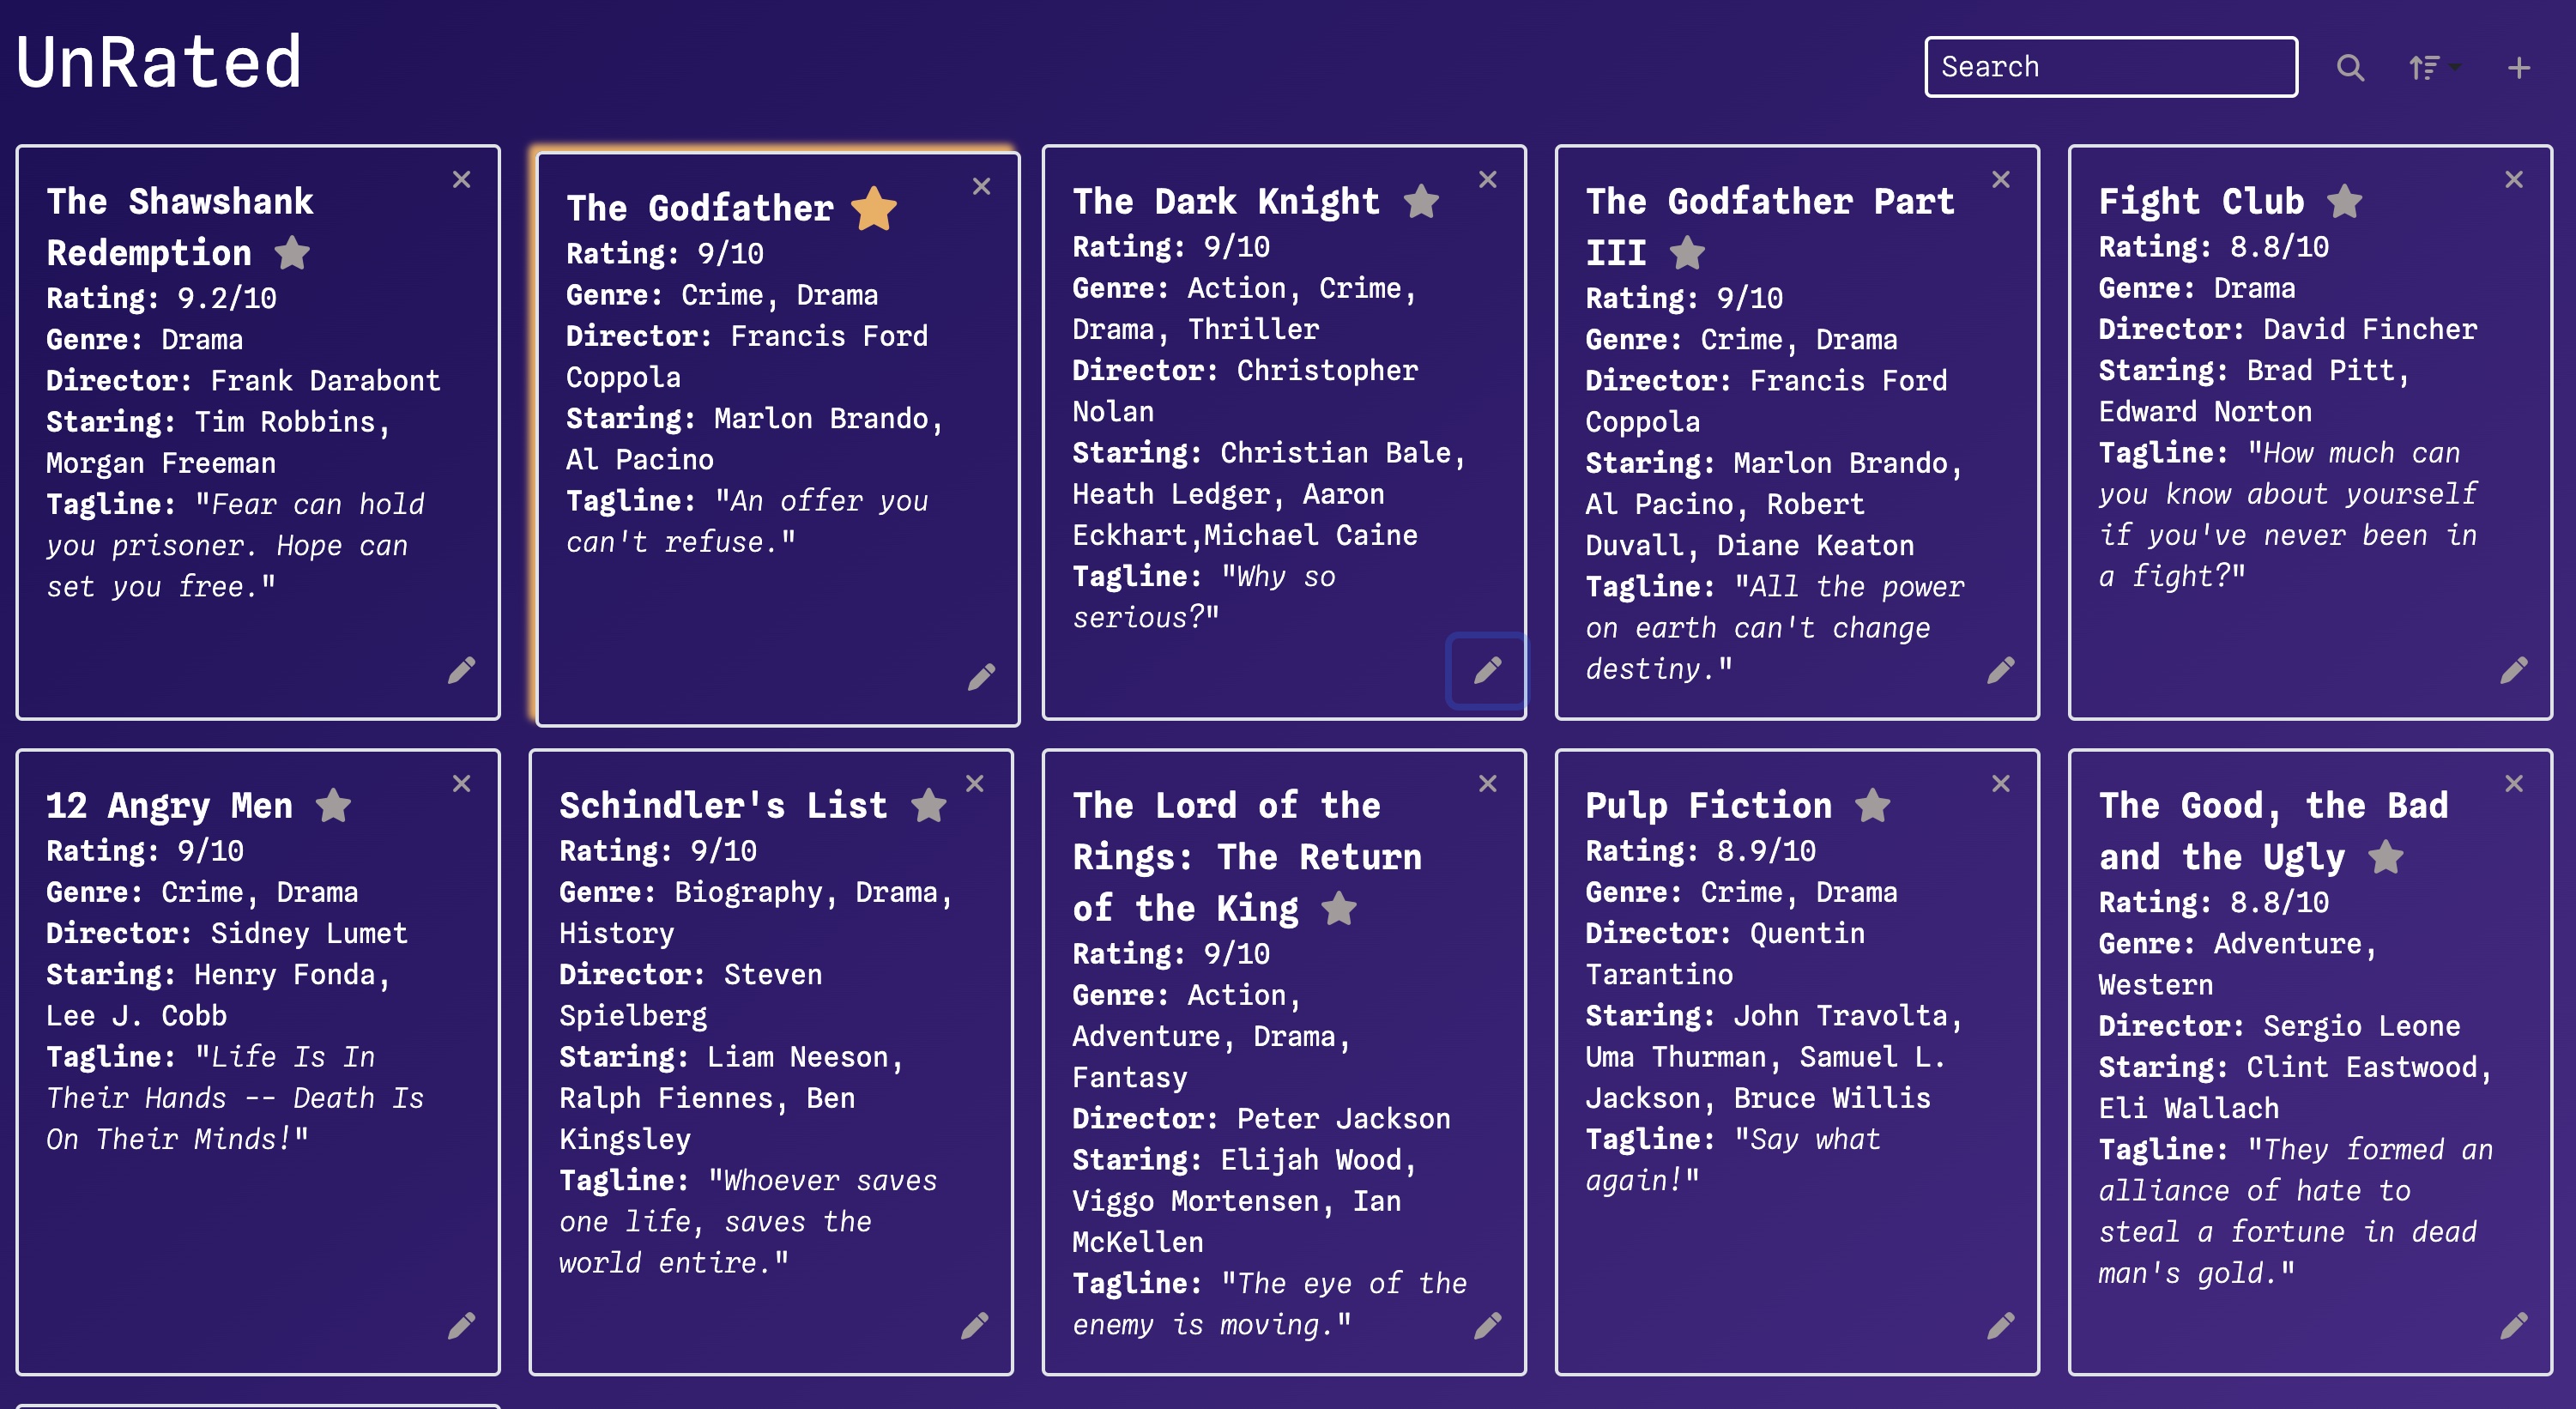 UnRated
Search
The Shawshank
Redemption
Rating: 9.2/10
Genre: Drama
Director: Frank Darabont
Staring: Tim Robbins,
Morgan Freeman
Tagline: "Fear can hold
you prisoner. Hope can
set you free."
The Godfather
Rating: 9/10
Genre: Crime, Drama
Director: Francis Ford
Coppola
Staring: Marlon Brando,
Al Pacino
Tagline: "An offer you
can't refuse."
The Dark Knight
Rating: 9/10
Genre: Action, Crime,
Drama, Thriller
Director: Christopher
Nolan
Staring: Christian Bale,
Heath Ledger, Aaron
Eckhart,Michael Caine
Tagline: "Why so
serious?"
The Godfather Part
III
Rating: 9/10
Genre: Crime, Drama
Director: Francis Ford
Coppola
Staring: Marlon Brando,
Al Pacino, Robert
Duvall, Diane Keaton
Tagline: "All the power
on earth can't change
destiny."
Fight Club
Rating: 8.8/10
Genre: Drama
Director: David Fincher
Staring: Brad Pitt,
Edward Norton
Tagline: "How much can
you know about yourself
if you've never been in
a fight?"
12 Angry Men
Rating: 9/10
Genre: Crime, Drama
Director: Sidney Lumet
Staring: Henry Fonda,
Lee J. Cobb
Tagline: "Life Is In
Their Hands -- Death Is
On Their Minds!"
Schindler's List
Rating: 9/10
Genre: Biography, Drama,
History
Director: Steven
Spielberg
Staring: Liam Neeson,
Ralph Fiennes, Ben
Kingsley
Tagline: "Whoever saves
one life, saves the
world entire."
The Lord of the
Rings: The Return
of the King
Rating: 9/10
Genre: Action,
Adventure, Drama,
Fantasy
Director: Peter Jackson
Staring: Elijah Wood,
Viggo Mortensen, Ian
McKellen
Tagline: "The eye of the
enemy is moving."
Pulp Fiction
Rating: 8.9/10
Genre: Crime, Drama
Director: Quentin
Tarantino
Staring: John Travolta,
Uma Thurman, Samuel L.
Jackson, Bruce Willis
Tagline: "Say what
again!"
The Good, the Bad
and the Ugly
Rating: 8.8/10
Genre: Adventure,
Western
Director: Sergio Leone
Staring: Clint Eastwood,
Eli Wallach
Tagline: "They formed an
alliance of hate to
steal a fortune in dead
man's gold."